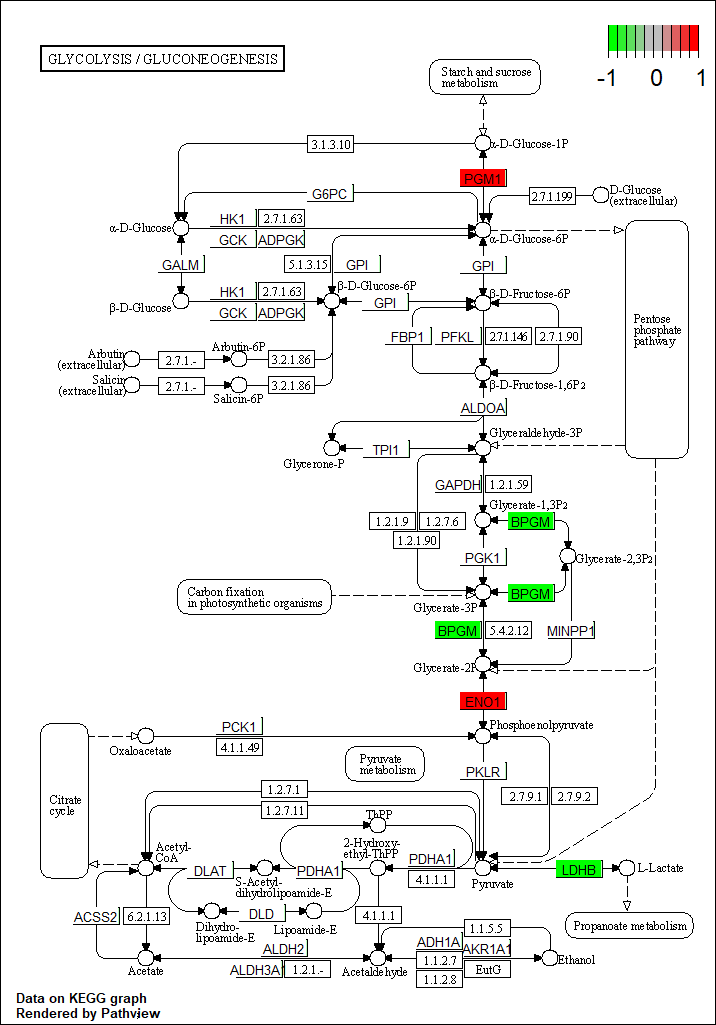 GLYCOLYSIS / GLUCONEOGENESIS
-1 0 1
Starch and sucrose
metabolism
3.1.3.10
α-D-Glucose-1P
PGM1
G6PC
2.7.1.199
D-Glucose
(extracellular)
HK1
2.7.1.63
α-D-Glucose
GCK
ADPGK
α-D-Glucose-6P
GALM
5.1.3.15
GPI
GPI
β-D-Glucose-6P
HK1
2.7.1.63
β-D-Glucose
GCK
ADPGK
GPI
β-D-Fructose-6P
Pentose
phosphate
pathway
FBP1
PFKL
2.7.1.146
2.7.1.90
Arbutin
(extracellular)
2.7.1.-
Arbutin-6P
3.2.1.86
Salicin
(extracellular)
2.7.1.-
Salicin-6P
3.2.1.86
β-D-Fructose-1,6P2
ALDOA
Glyceraldehyde-3P
TPI1
Glycerone-P
GAPDH
1.2.1.59
Glycerate-1,3P2
1.2.1.9
1.2.7.6
1.2.1.90
BPGM
PGK1
Glycerate-2,3P2
Carbon fixation
in photosynthetic organisms
BPGM
Glycerate-3P
BPGM
5.4.2.12
MINPP1
Glycerate-2P
ENO1
PCK1
Phosphoenolpyruvate
Oxaloacetate
4.1.1.49
Pyruvate
metabolism
PKLR
Citrate
cycle
1.2.7.1
1.2.7.11
2.7.9.1
2.7.9.2
ThPP
Acetyl-
CoA
2-Hydroxy-
ethyl-ThPP
DLAT
PDHA1
PDHA1
4.1.1.1
S-Acetyl-
dihydrolipoamide-E
Pyruvate
LDHB
L-Lactate
ACSS2
6.2.1.13
DLD
Dihydro-
lipoamide-E
Lipoamide-E
4.1.1.1
Propanoate metabolism
1.1.5.5
ALDH2
ADH1A
AKR1A1
ALDH3A1
1.2.1.-
1.1.2.7
EutG
1.1.2.8
Acetate
Acetaldehyde
Ethanol
Data on KEGG graph
Rendered by Pathview